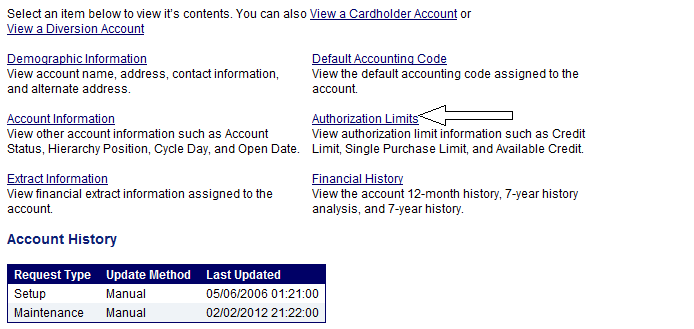 Select an item below to view it's contents. You can also View a Cardholder Account or
View a Diversion Account
Demographic Information
View account name, address, contact information,
and alternate address.
Default Accounting Code
View the default accounting code assigned to the
account.
Account Information
View other account information such as Account
Status, Hierarchy Position, Cycle Day, and Open Date.
Authorization Limits
View authorization limit information such as Credit
Limit, Single Purchase Limit, and Available Credit.
Extract Information
View financial extract information assigned to the
account.
Financial History
View the account 12-month history, 7-year history
analysis, and 7-year history.
Account History
Request Type Update Method Last Updated
Setup Manual 05/06/2006 01:21:00
Maintenance Manual 02/02/2012 21:22:00